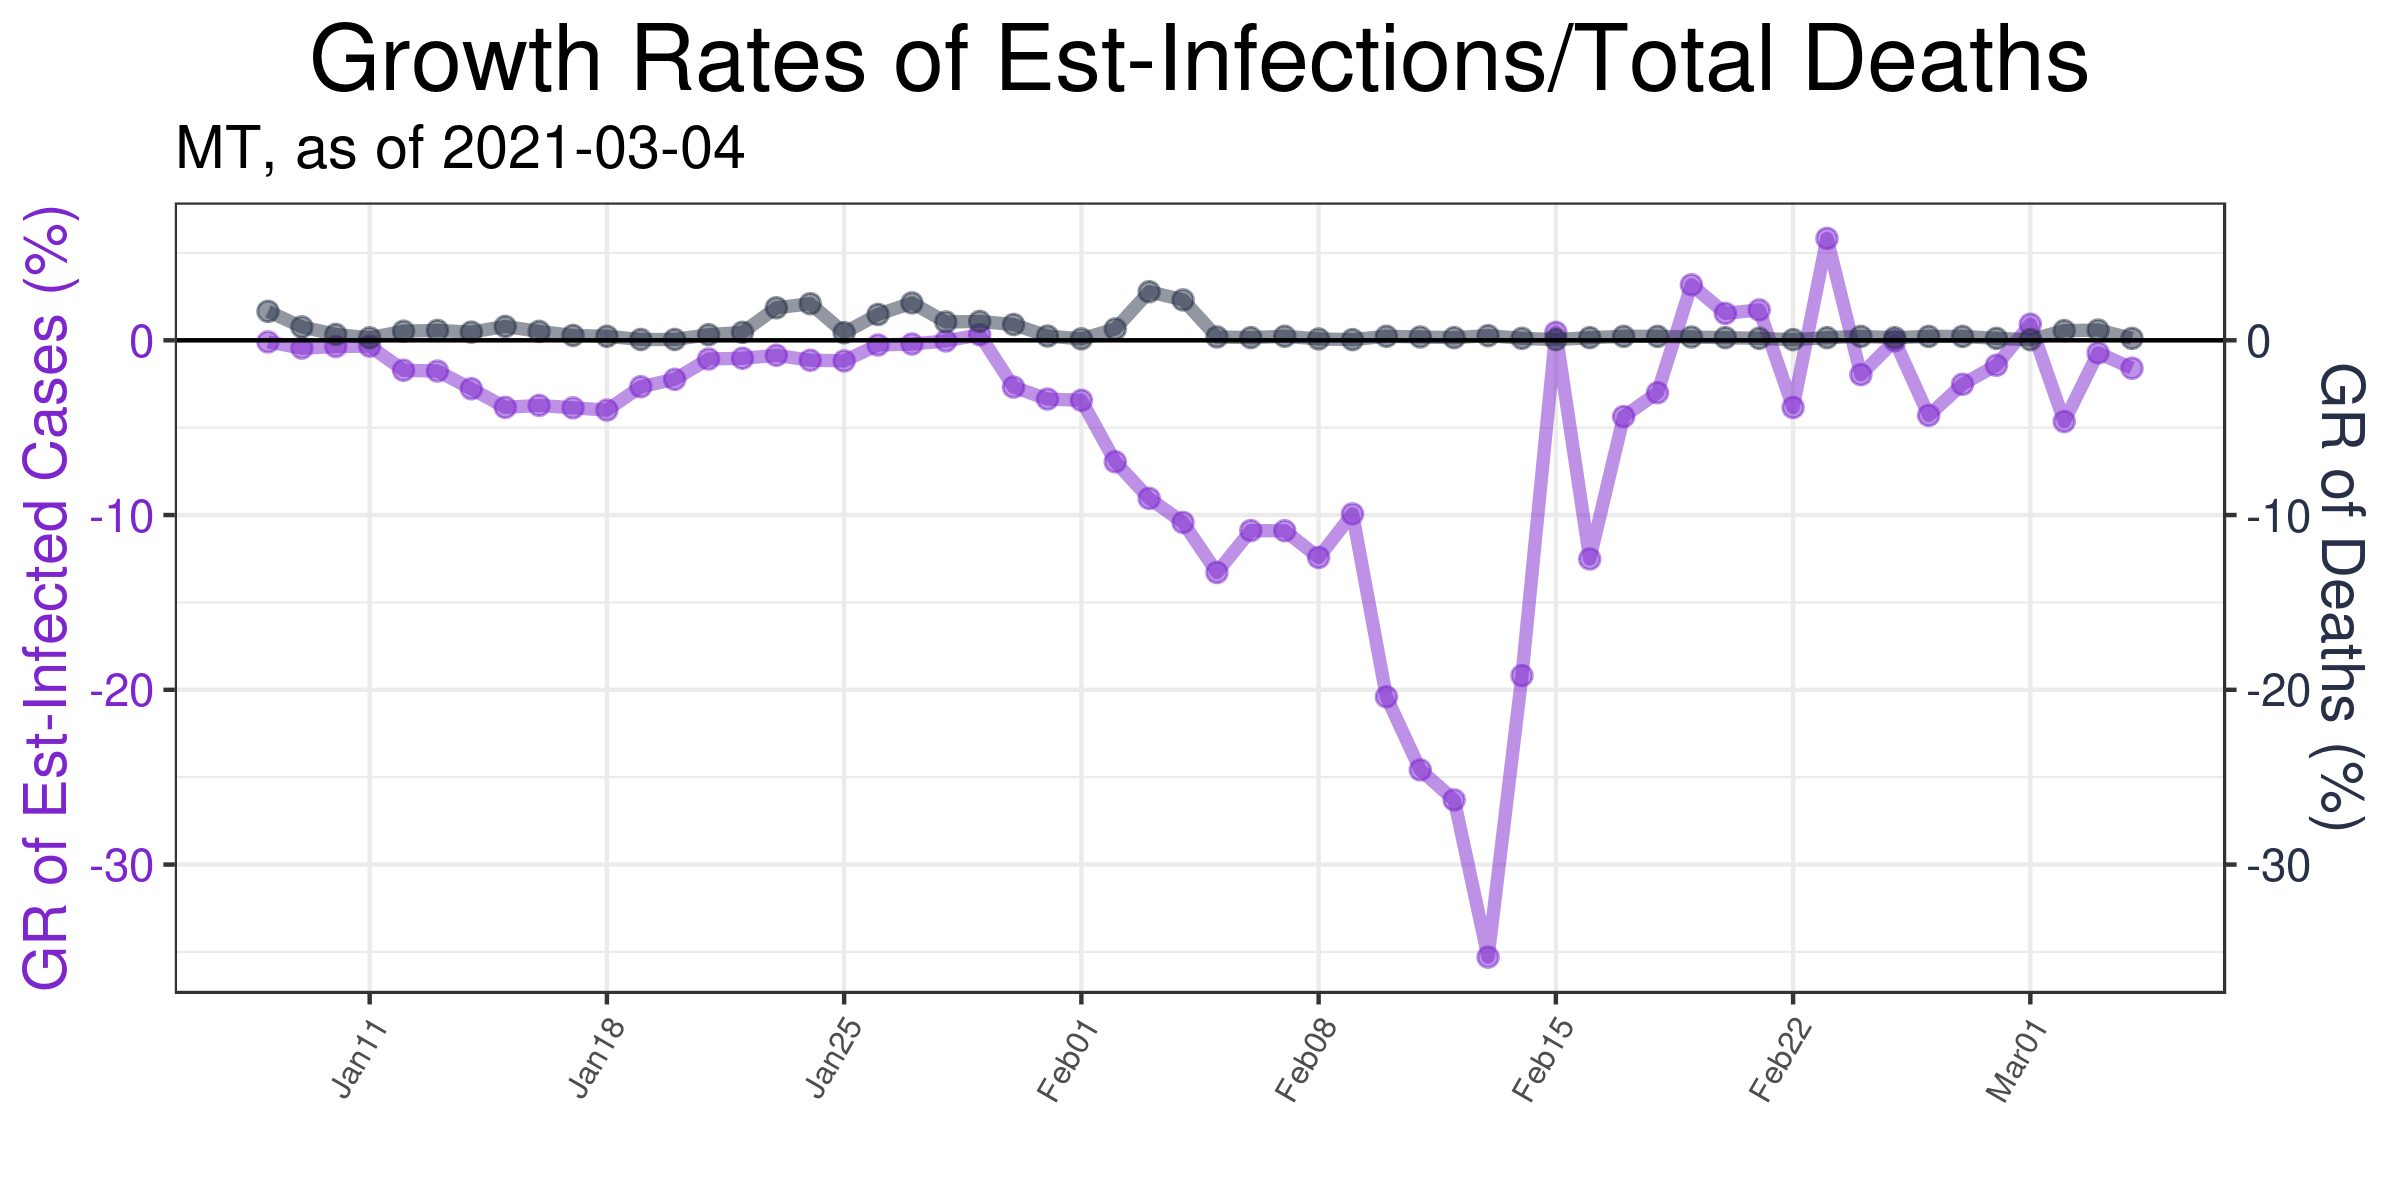 Growth Rates of Est-Infections/Total Deaths
MT, as of 2021-03-04
GR of Est-Infected Cases (%)
0
-10
-20
-30
0
-10
-20
-30
GR of Deaths (%)
Jan11
Jan18
Jan25
Feb01
Feb08
Feb15
Feb22
Mar01